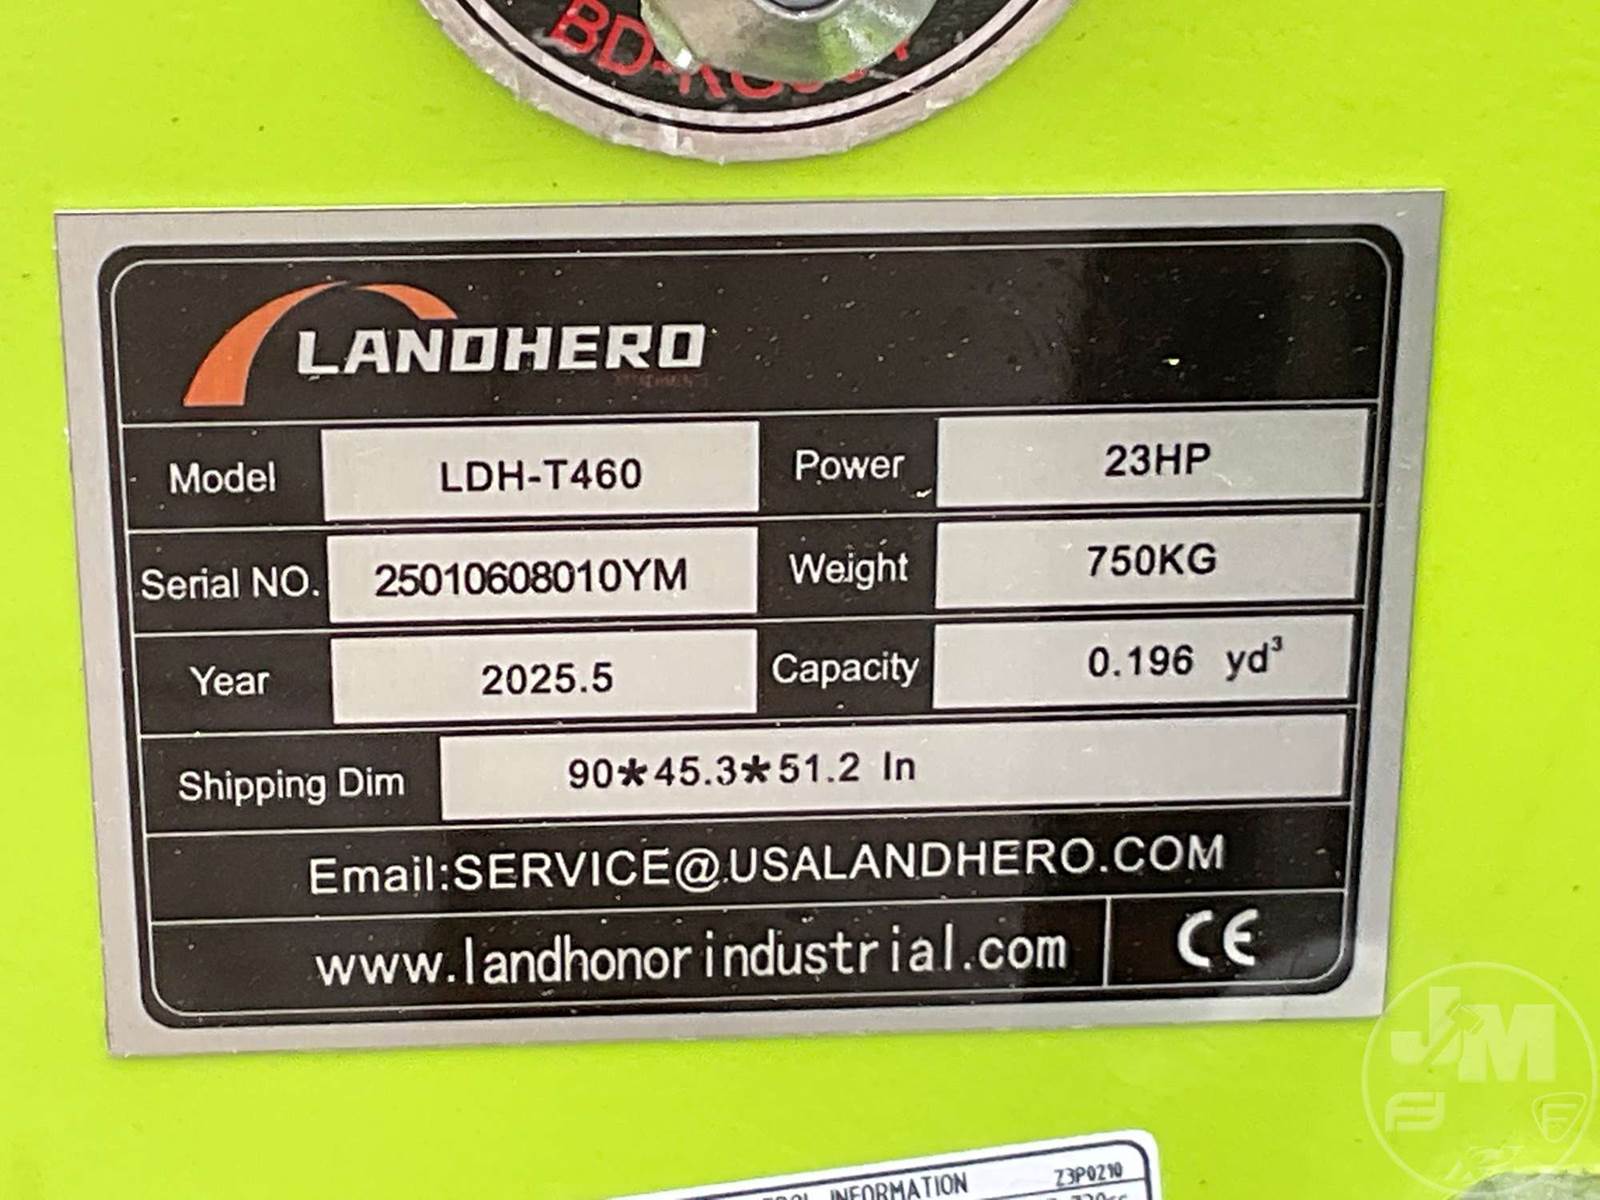 LANDHERO
Model LDH-T460 Power 23HP
Serial NO. 25010608010YM Weight 750KG
Year 2025.5 Capacity 0.196 yd³
Shipping Dim 90*45.3*51.2 In
Email:SERVICE@USALANDHERO.COM
www.landhonorindustrial.com CE
INFORMATION Z3P0210
JM